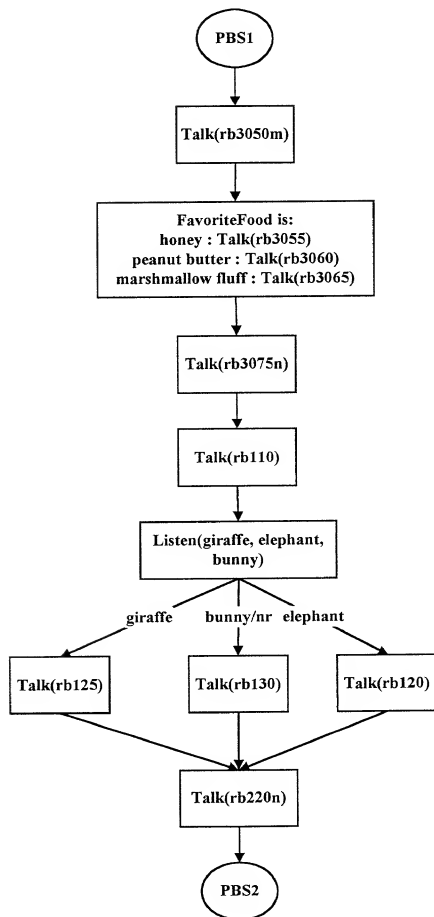 PBS1
Talk(rb3050m)
FavoriteFood is:
honey : Talk(rb3055)
peanut butter : Talk(rb3060)
marshmallow fluff : Talk(rb3065)
Talk(rb3075n)
Talk(rb110)
Listen(giraffe, elephant,
bunny)
giraffe bunny/nr elephant
Talk(rb125) Talk(rb130) Talk(rb120)
Talk(rb220n)
PBS2